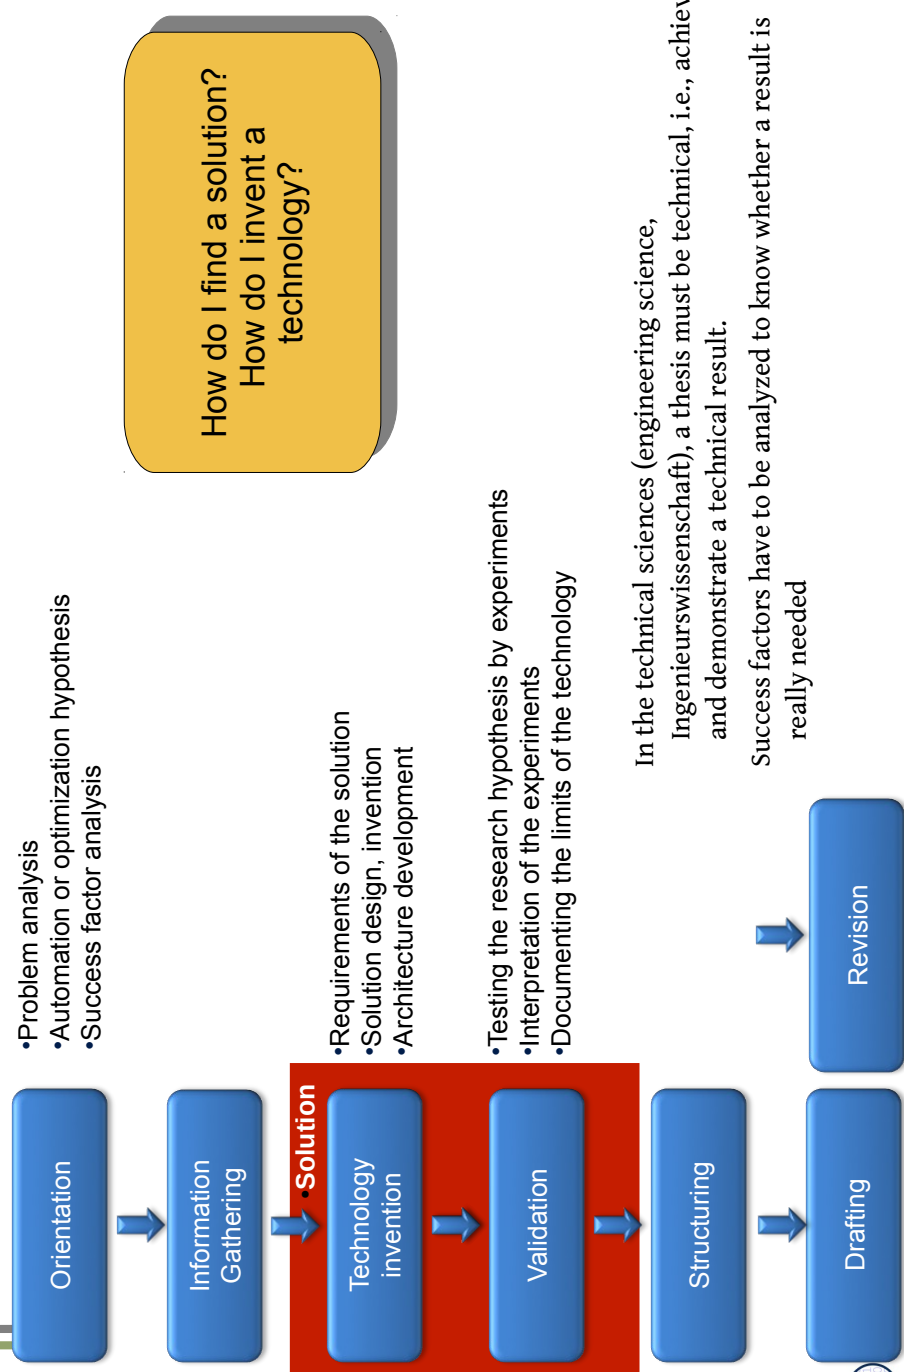 Orientation
•Problem analysis
•Automation or optimization hypothesis
•Success factor analysis
Information
Gathering
•Solution
Technology
invention
•Requirements of the solution
•Solution design, invention
•Architecture development
Validation
•Testing the research hypothesis by experiments
•Interpretation of the experiments
•Documenting the limits of the technology
Structuring
Drafting
Revision
How do I find a solution?
How do I invent a
technology?
In the technical sciences (engineering science,
Ingenieurswissenschaft), a thesis must be technical, i.e., achiev
and demonstrate a technical result.
Success factors have to be analyzed to know whether a result is
really needed